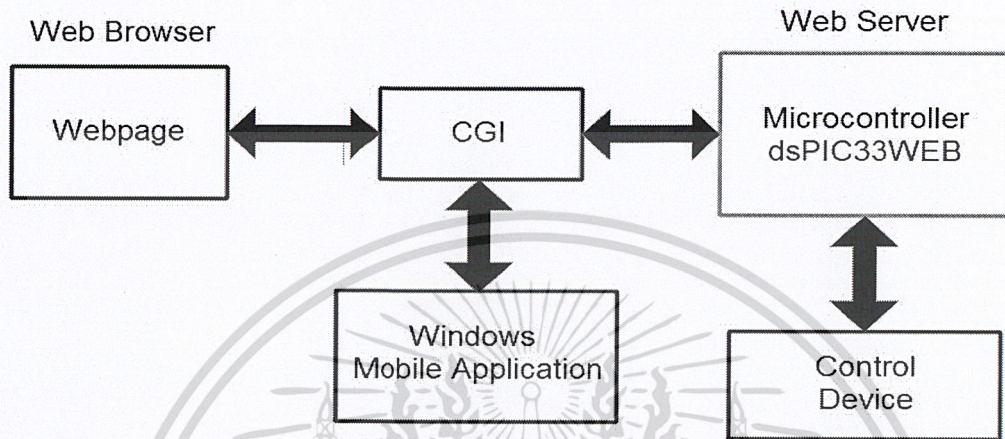 Web Browser
Web Server
Webpage
CGI
Microcontroller
dsPIC33WEB
Windows
Mobile Application
Control
Device